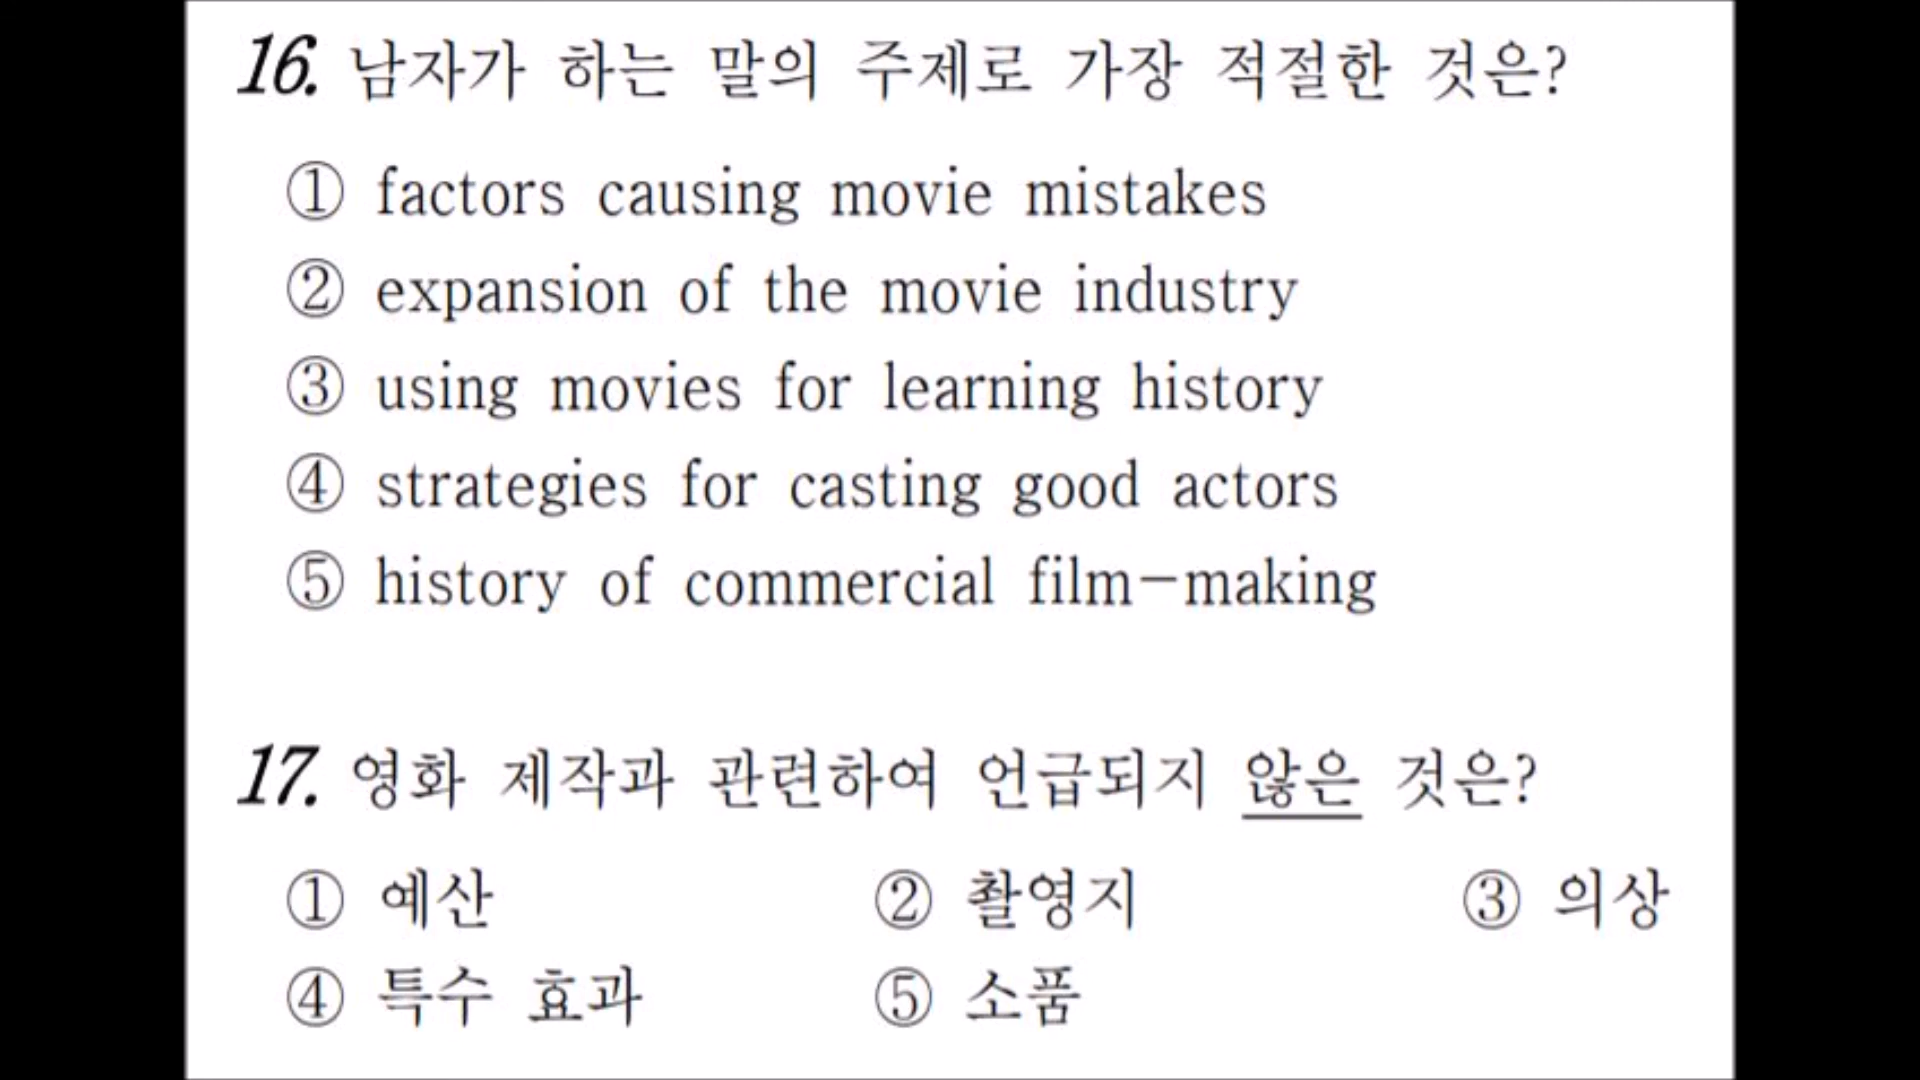 16. 남자가 하는 말의 주제로 가장 적절한 것은?
① factors causing movie mistakes
② expansion of the movie industry
③ using movies for learning history
④ strategies for casting good actors
⑤ history of commercial film-making
17. 영화 제작과 관련하여 언급되지 않은 것은?
① 예산 ② 촬영지 ③ 의상
④ 특수 효과 ⑤ 소품